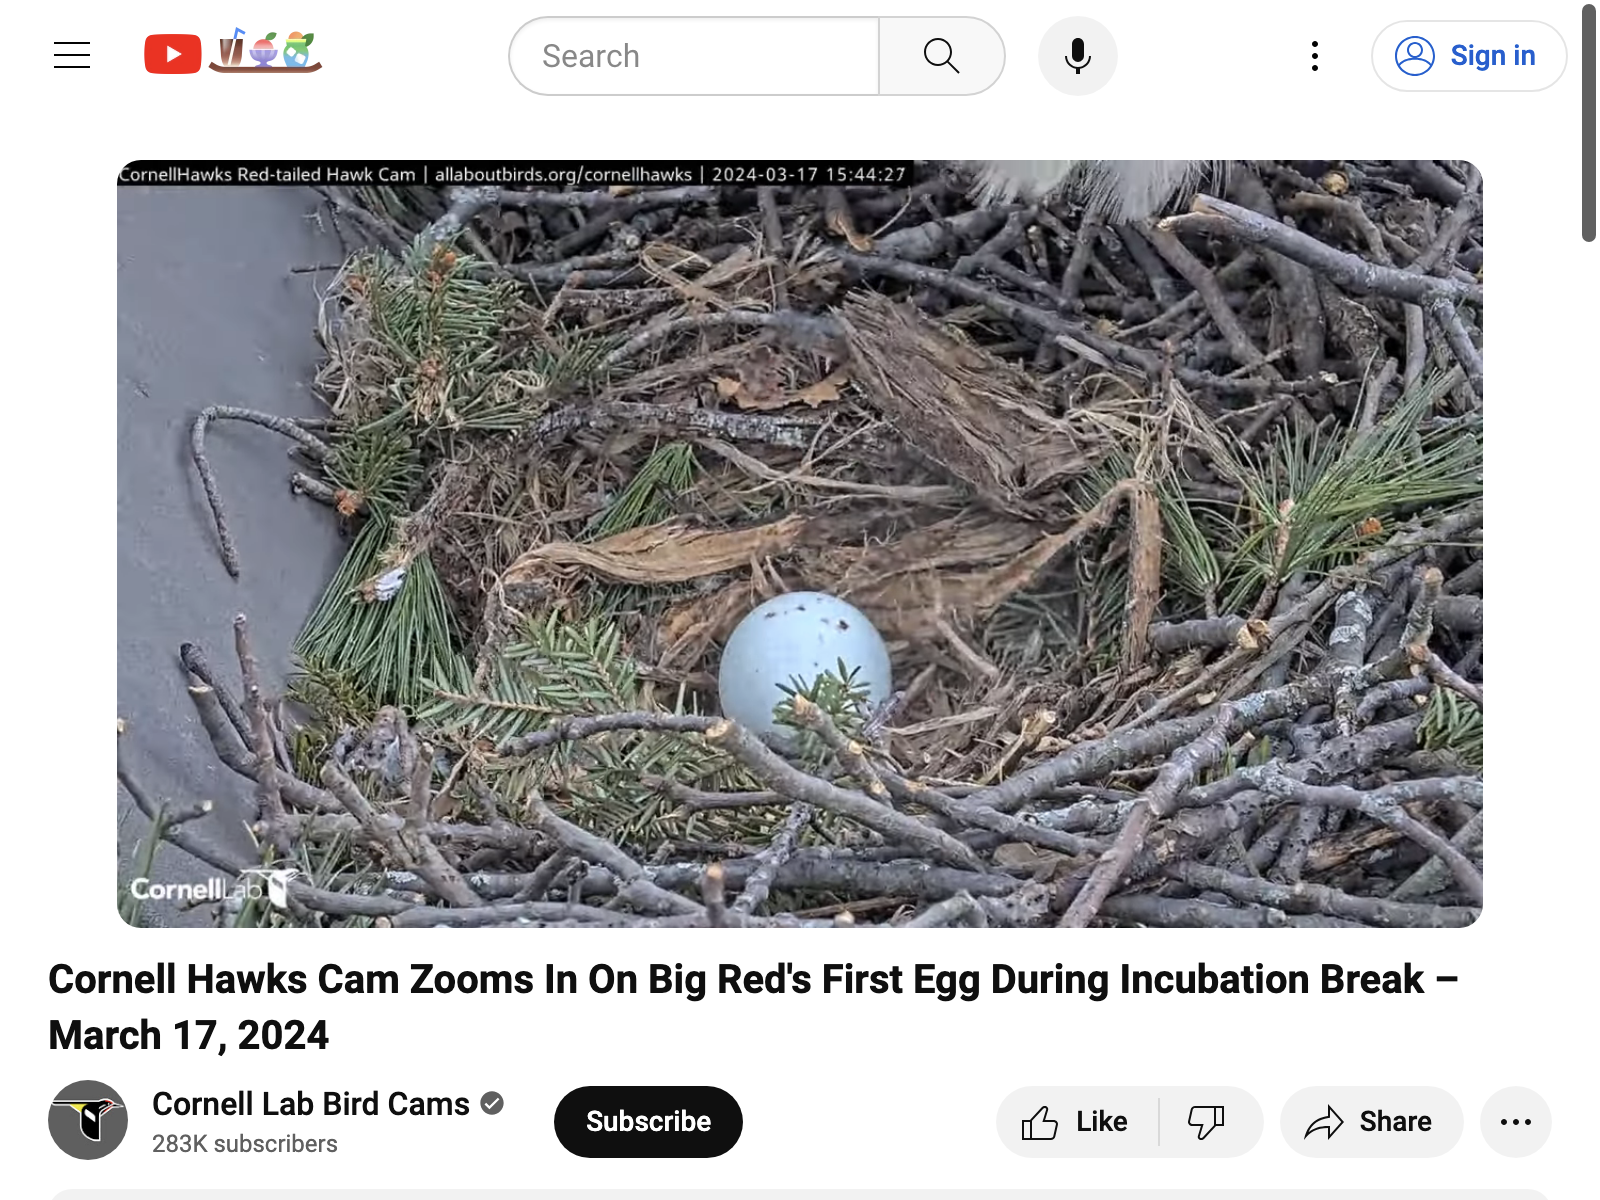 Search
Sign in
CornellHawks Red-tailed Hawk Cam | allaboutbirds.org/cornellhawks | 2024-03-17 15:44:27
CornellLab
Cornell Hawks Cam Zooms In On Big Red's First Egg During Incubation Break –
March 17, 2024
Cornell Lab Bird Cams
283K subscribers
Subscribe
Like
Share